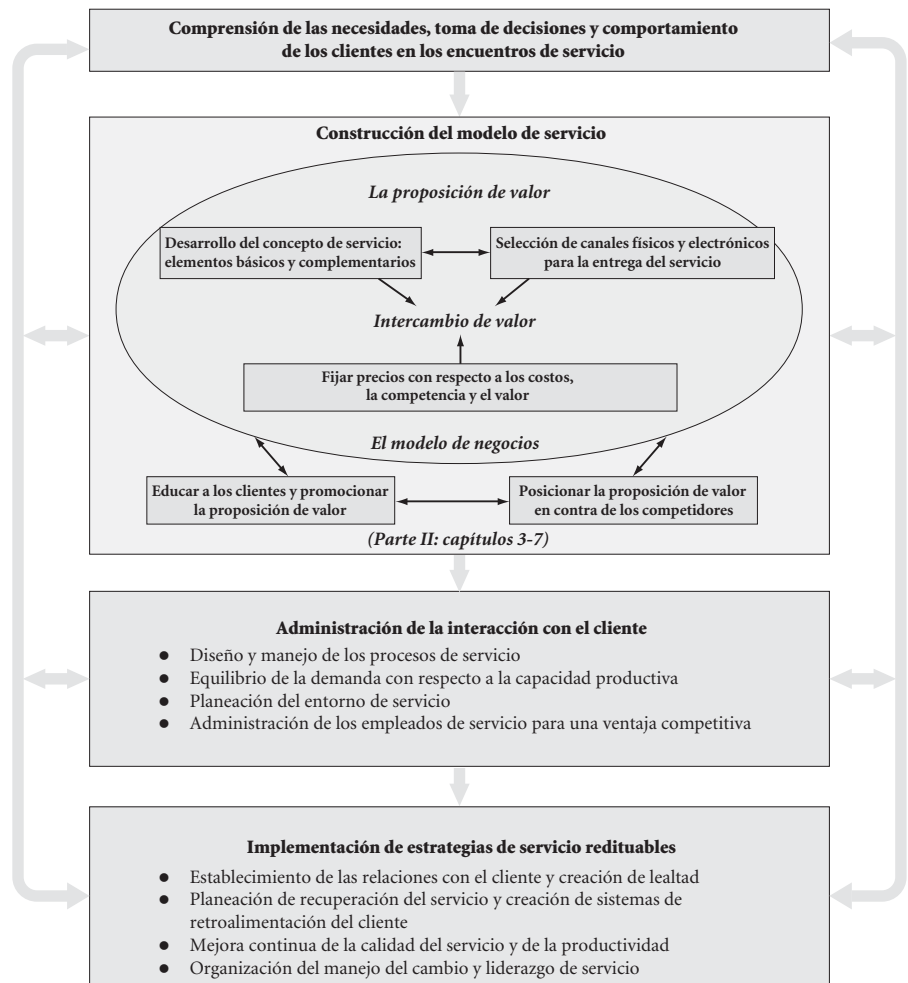 Comprensión de las necesidades, toma de decisiones y comportamiento
de los clientes en los encuentros de servicio
Construcción del modelo de servicio
La proposición de valor
Desarrollo del concepto de servicio:
elementos básicos y complementarios
Selección de canales físicos y electrónicos
para la entrega del servicio
Intercambio de valor
Fijar precios con respecto a los costos,
la competencia y el valor
El modelo de negocios
Educar a los clientes y promocionar
la proposición de valor
Posicionar la proposición de valor
en contra de los competidores
(Parte II: capítulos 3-7)
Administración de la interacción con el cliente
● Diseño y manejo de los procesos de servicio
● Equilibrio de la demanda con respecto a la capacidad productiva
● Planeación del entorno de servicio
● Administración de los empleados de servicio para una ventaja competitiva
Implementación de estrategias de servicio redituables
● Establecimiento de las relaciones con el cliente y creación de lealtad
● Planeación de recuperación del servicio y creación de sistemas de
retroalimentación del cliente
● Mejora continua de la calidad del servicio y de la productividad
● Organización del manejo del cambio y liderazgo de servicio